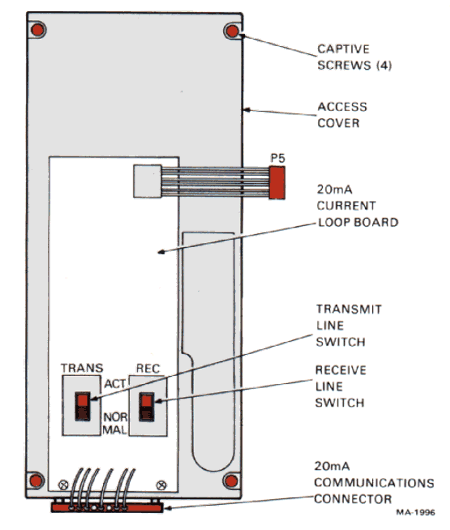 CAPTIVE
SCREWS (4)
ACCESS
COVER
P5
20mA
CURRENT
LOOP BOARD
TRANSMIT
LINE
SWITCH
TRANS
REC
ACT
RECEIVE
LINE
SWITCH
NOR
MAL
20mA
COMMUNICATIONS
CONNECTOR
MA-1996